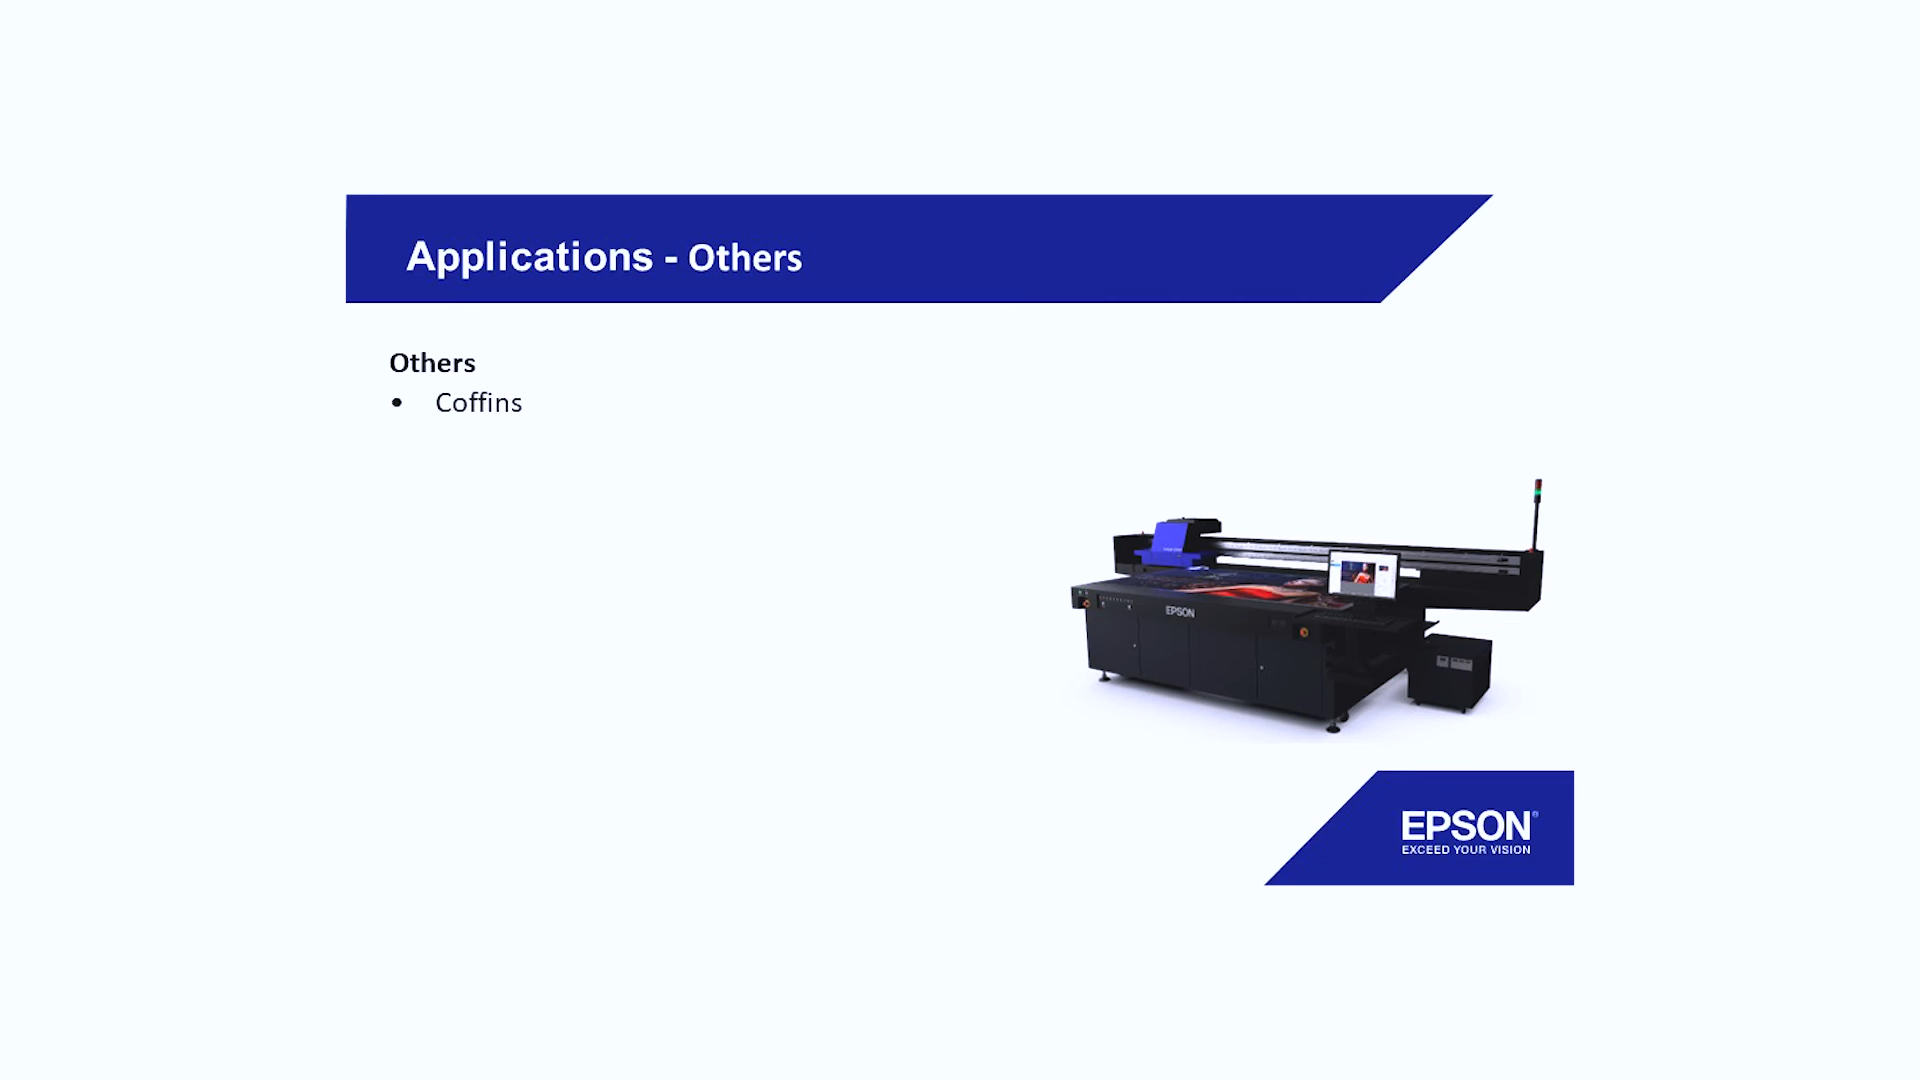 Applications - Others
Others
• Coffins
EPSON
EPSON®
EXCEED YOUR VISION